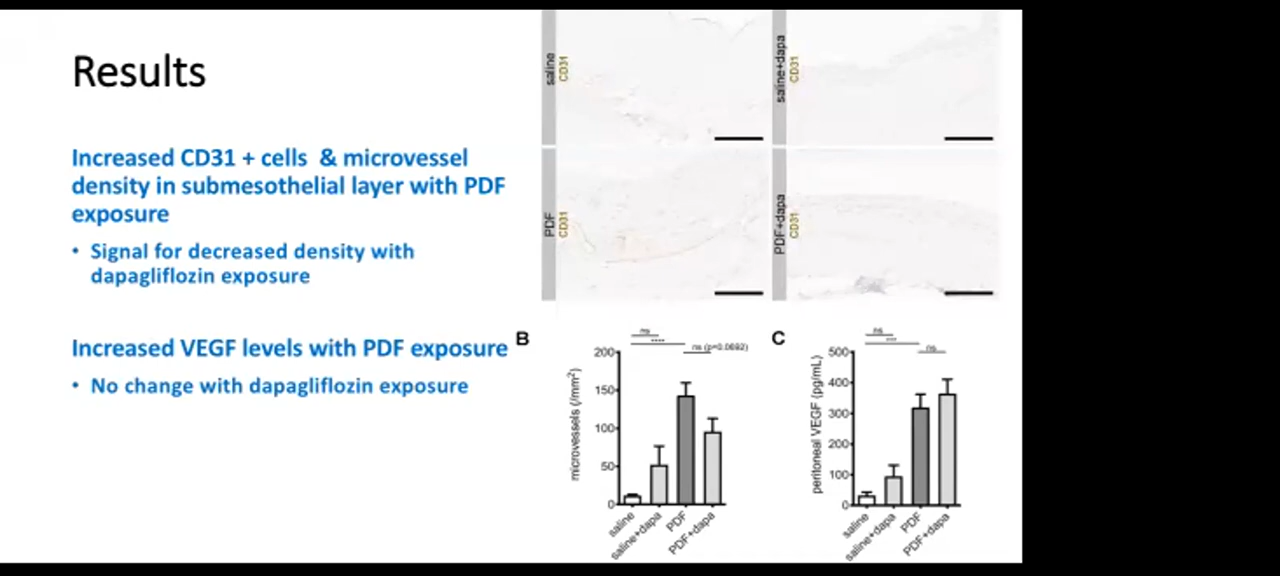 Results
Increased CD31 + cells & microvessel
density in submesothelial layer with PDF
exposure
• Signal for decreased density with
dapagliflozin exposure
Increased VEGF levels with PDF exposure
• No change with dapagliflozin exposure
saline
CD31
saline+dapa
CD31
PDF
CD31
PDF+dapa
CD31
B
ns
****
ns (p=0.0692)
microvessels (/mm²)
200
150
100
50
0
saline
saline+dapa
PDF
PDF+dapa
C
ns
***
ns
peritoneal VEGF (pg/mL)
500
400
300
200
100
0
saline
saline+dapa
PDF
PDF+dapa